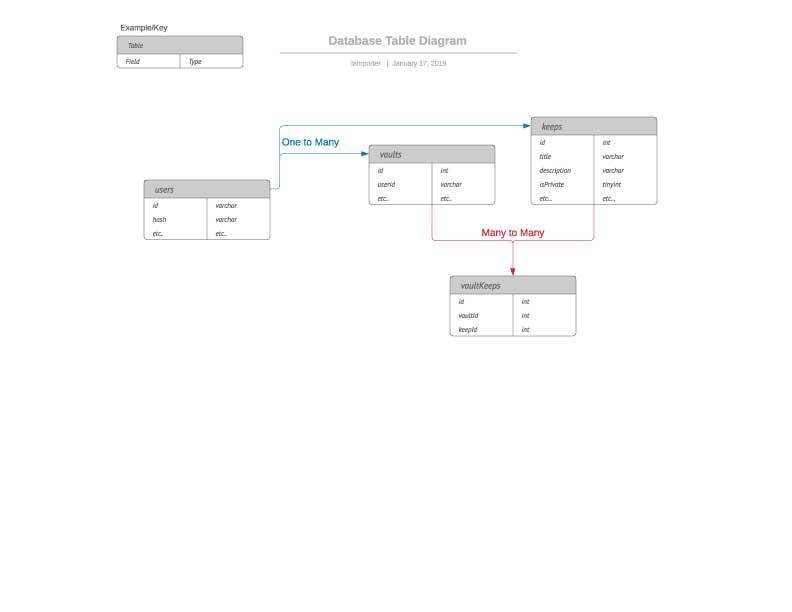 Example/Key
Table
Field Type
Database Table Diagram
lamporter | January 17, 2019
One to Many
keeps
id int
title varchar
description varchar
isPrivate tinyint
etc... etc...
vaults
id int
userId varchar
etc.. etc..
users
id varchar
hash varchar
etc.. etc..
Many to Many
vaultKeeps
id int
vaultId int
keepId int